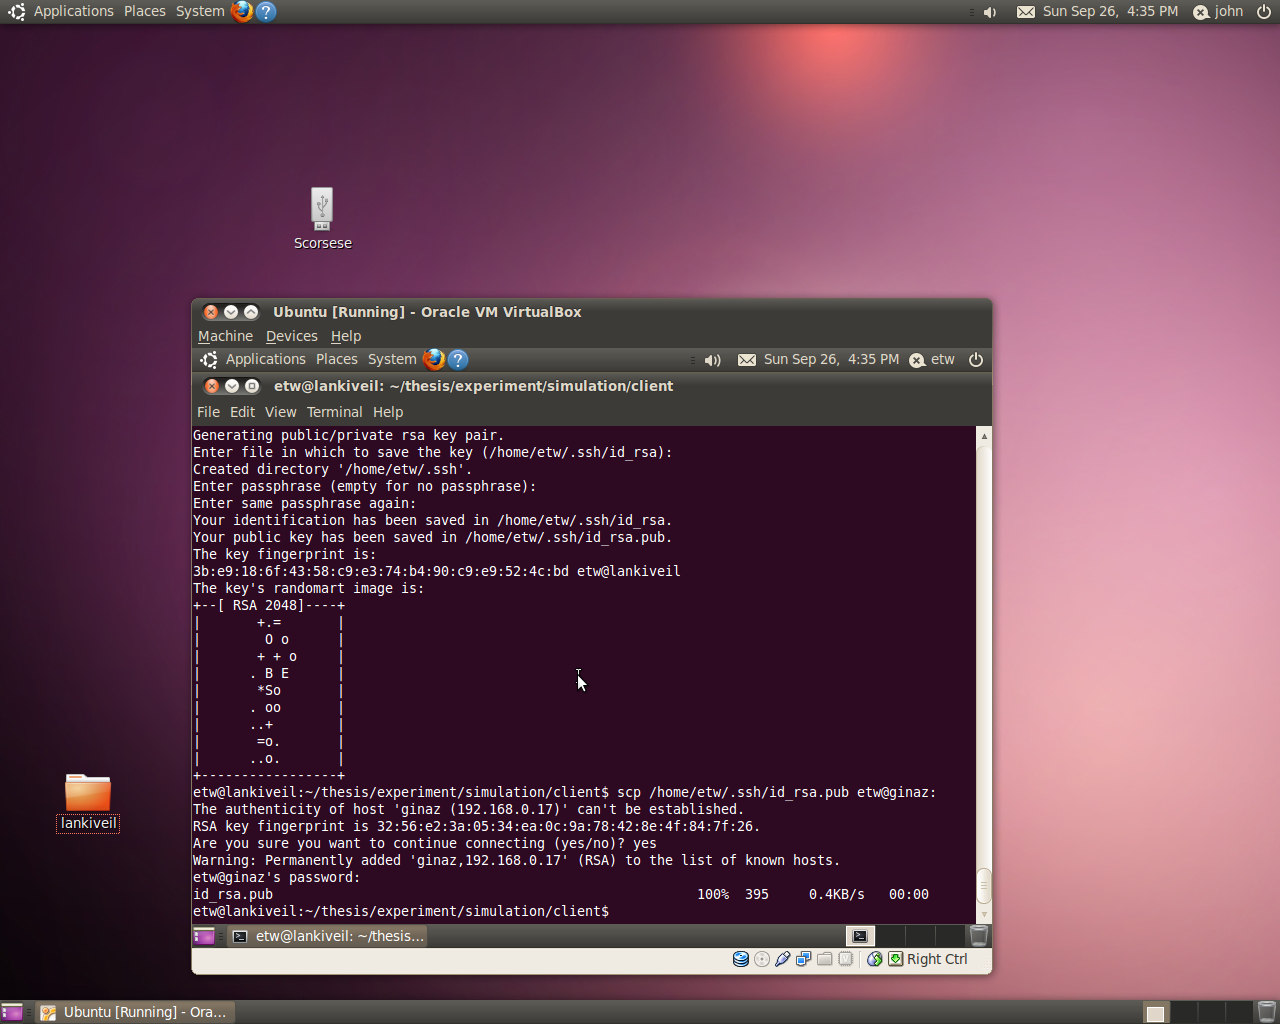 Applications Places System Sun Sep 26, 4:35 PM john
Scorsese
Ubuntu [Running] - Oracle VM VirtualBox
Machine Devices Help
Applications Places System Sun Sep 26, 4:35 PM etw
etw@lankiveil: ~/thesis/experiment/simulation/client
File Edit View Terminal Help
Generating public/private rsa key pair.
Enter file in which to save the key (/home/etw/.ssh/id_rsa):
Created directory '/home/etw/.ssh'.
Enter passphrase (empty for no passphrase):
Enter same passphrase again:
Your identification has been saved in /home/etw/.ssh/id_rsa.
Your public key has been saved in /home/etw/.ssh/id_rsa.pub.
The key fingerprint is:
3b:e9:18:6f:43:58:c9:e3:74:b4:90:c9:e9:52:4c:bd etw@lankiveil
The key's randomart image is:
+--[ RSA 2048]----+
|       +.=       |
|        O o      |
|       + + o     |
|      . B E      |
|       *So       |
|      . oo       |
|      ..+        |
|       =o.       |
|      ..o.       |
+-----------------+
etw@lankiveil:~/thesis/experiment/simulation/client$ scp /home/etw/.ssh/id_rsa.pub etw@ginaz:
The authenticity of host 'ginaz (192.168.0.17)' can't be established.
RSA key fingerprint is 32:56:e2:3a:05:34:ea:0c:9a:78:42:8e:4f:84:7f:26.
Are you sure you want to continue connecting (yes/no)? yes
Warning: Permanently added 'ginaz,192.168.0.17' (RSA) to the list of known hosts.
etw@ginaz's password:
id_rsa.pub 100% 395 0.4KB/s 00:00
etw@lankiveil:~/thesis/experiment/simulation/client$
lankiveil
etw@lankiveil: ~/thesis...
Right Ctrl
Ubuntu [Running] - Ora...